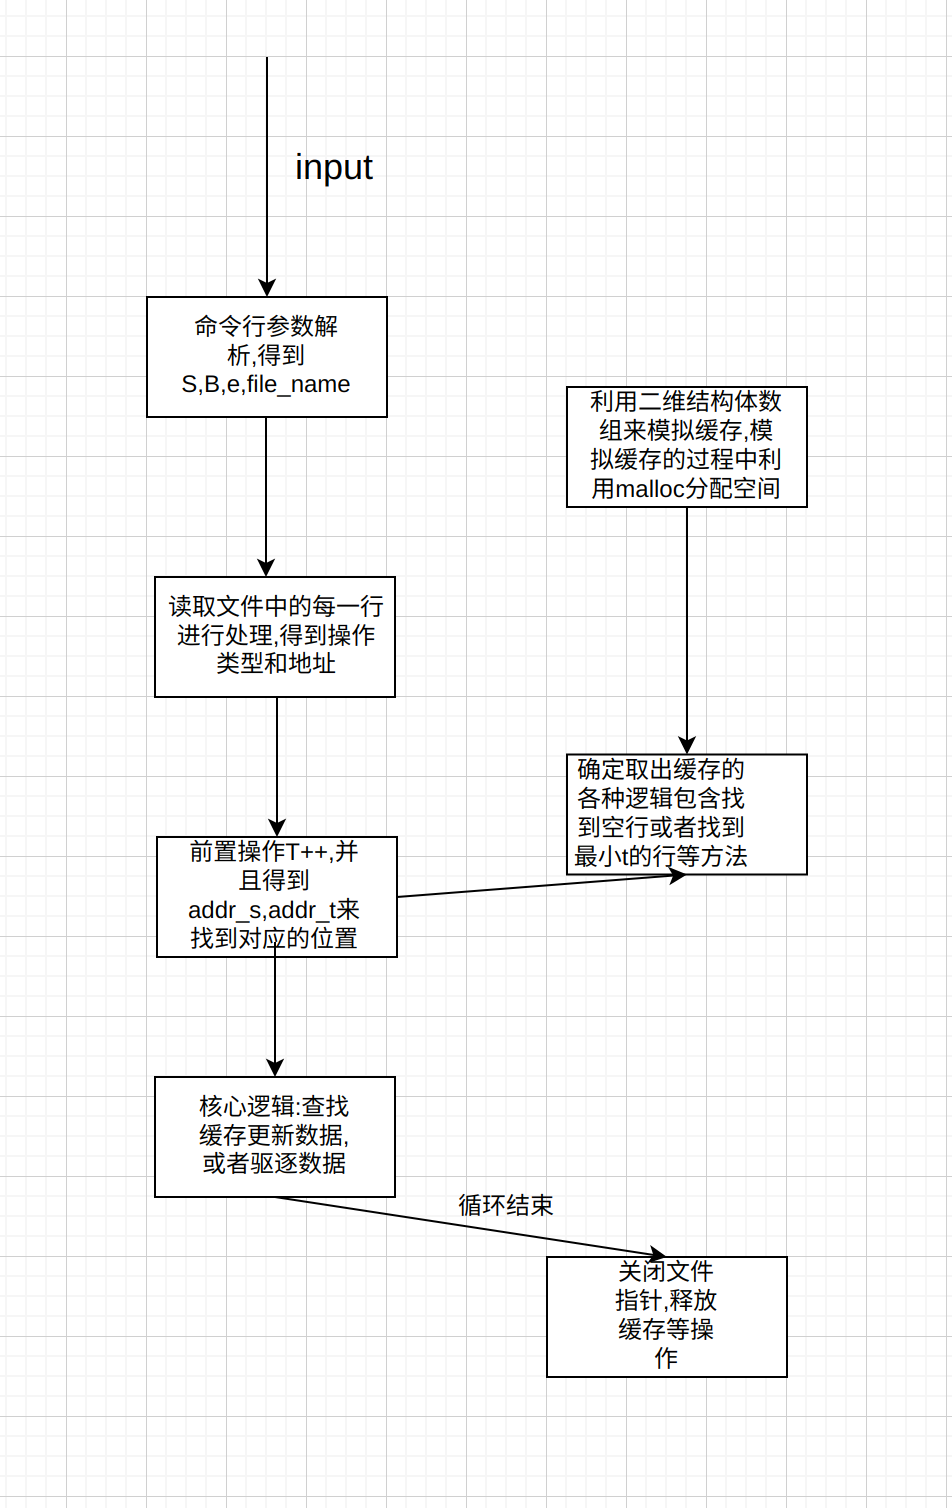 input
命令行参数解
析,得到
S,B,e,file_name
利用二维结构体数
组来模拟缓存,模
拟缓存的过程中利
用malloc分配空间
读取文件中的每一行
进行处理,得到操作
类型和地址
确定取出缓存的
各种逻辑包含找
到空行或者找到
最小t的行等方法
前置操作T++,并
且得到
addr_s,addr_t来
找到对应的位置
核心逻辑:查找
缓存更新数据,
或者驱逐数据
循环结束
关闭文件
指针,释放
缓存等操
作